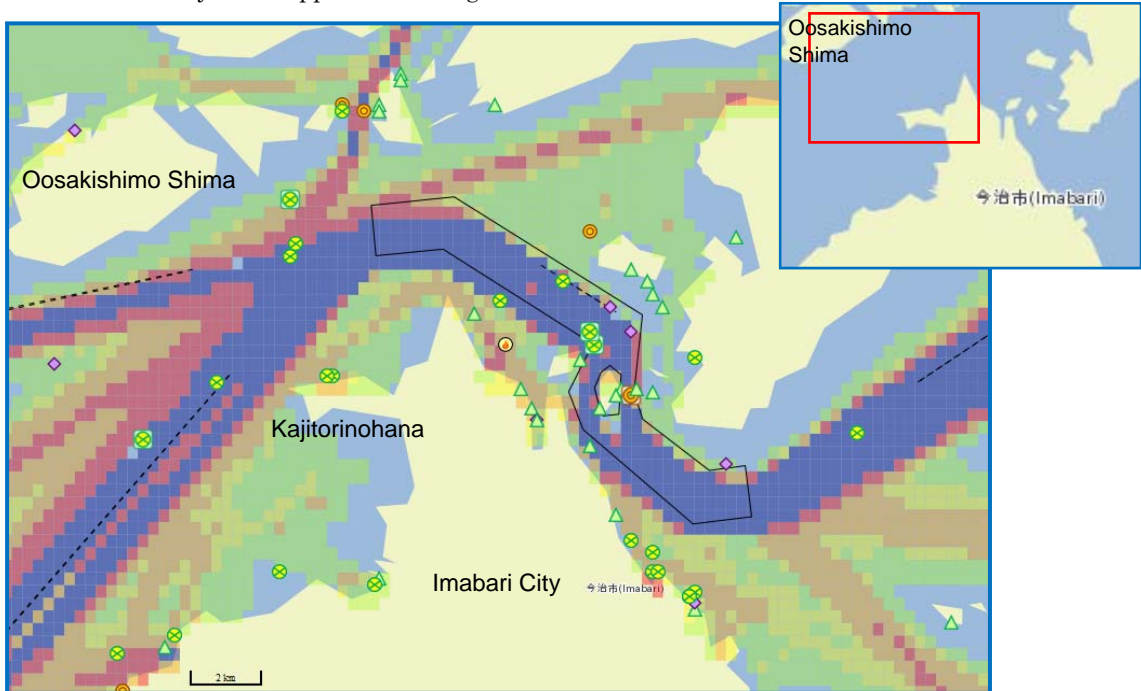 Oosakishimo
Shima
今治市(Imabari)
Oosakishimo Shima
Kajitorinohana
Imabari City
今治市(Imabari)
2 km